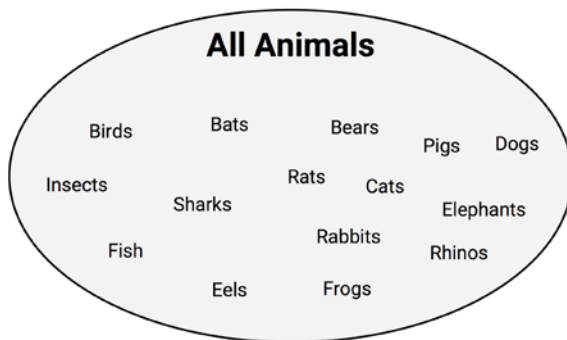 All Animals
Birds
Bats
Bears
Pigs
Dogs
Insects
Sharks
Rats
Cats
Elephants
Fish
Rabbits
Rhinos
Eels
Frogs